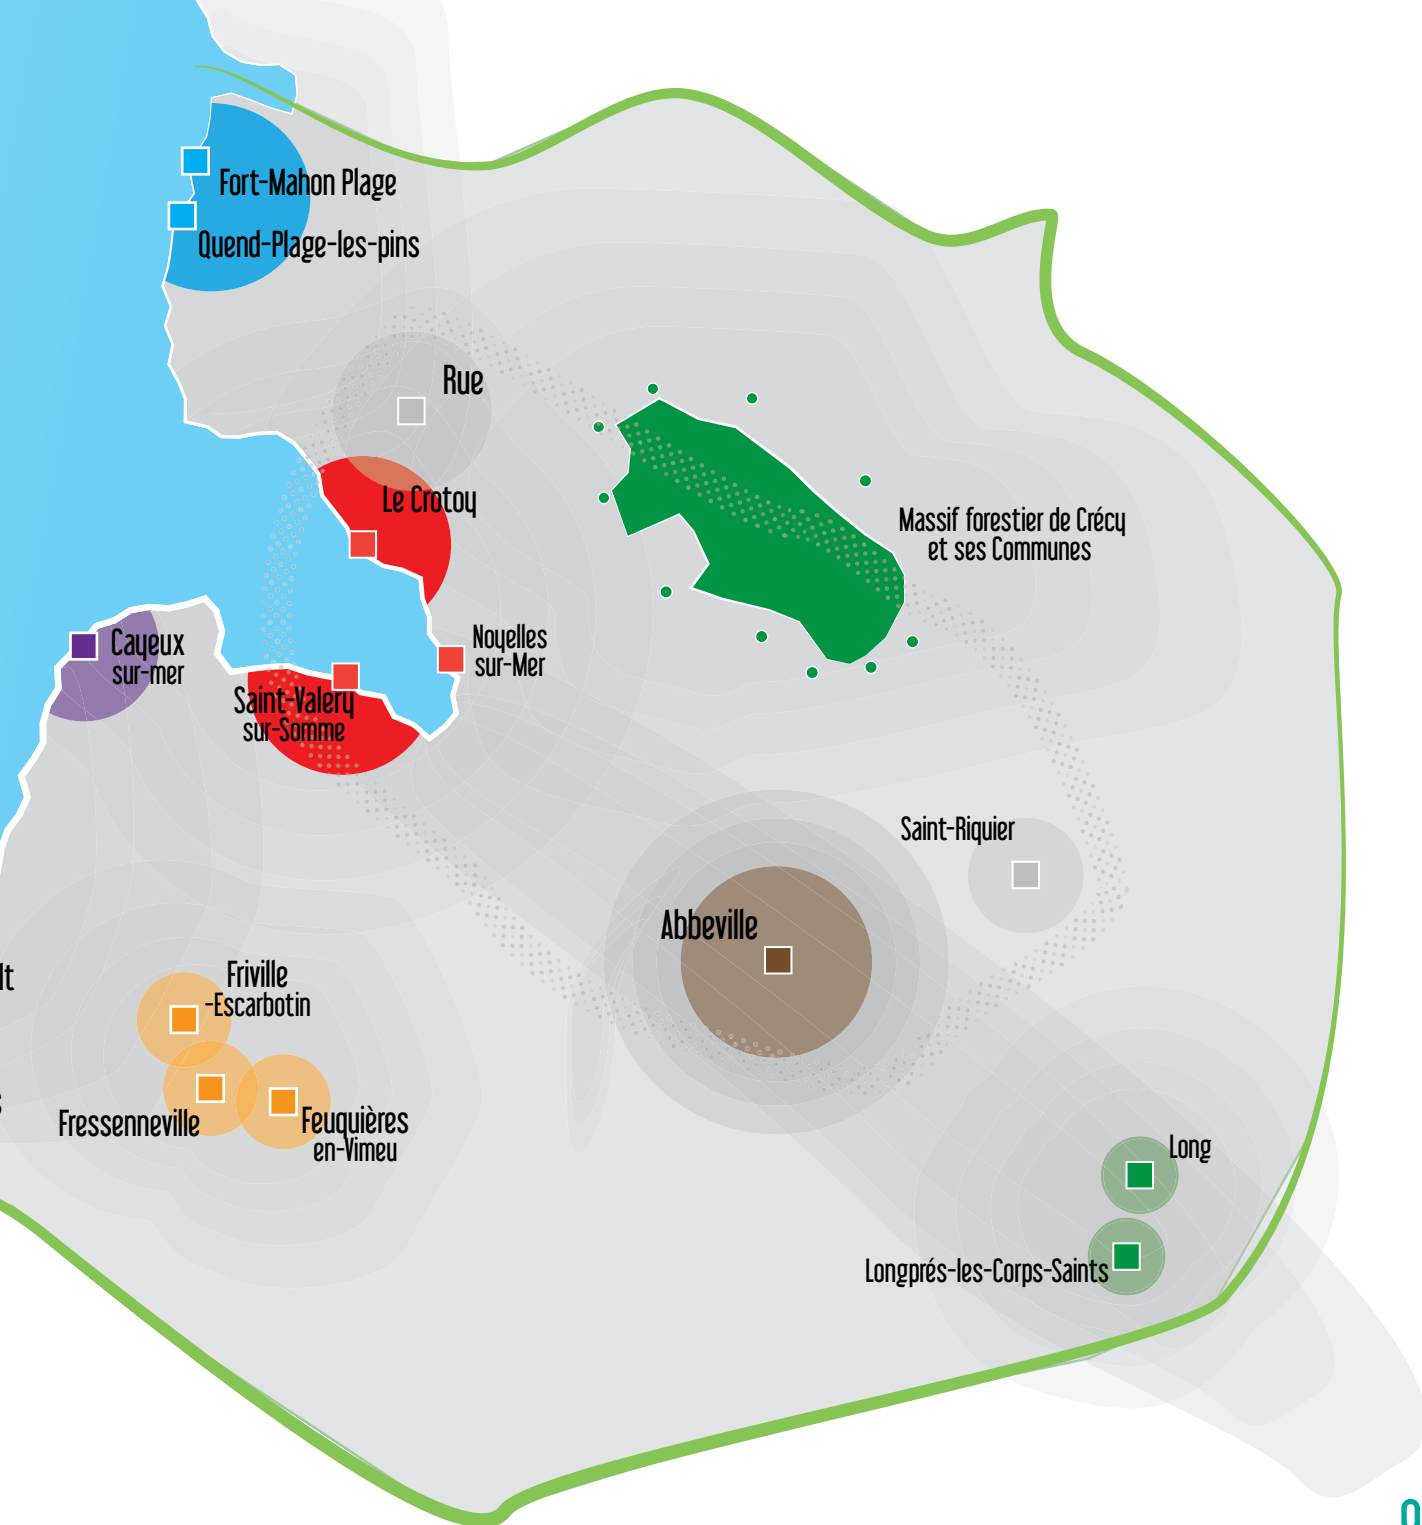 Fort-Mahon Plage
Quend-Plage-les-pins
Rue
Le Crotoy
Massif forestier de Crécy
et ses Communes
Noyelles
sur-Mer
Cayeux
sur-mer
Saint-Valery
sur-Somme
Saint-Riquier
Abbeville
Friville
-Escarbotin
Fressenneville
Feuquières
en-Vimeu
Long
Longprés-les-Corps-Saints